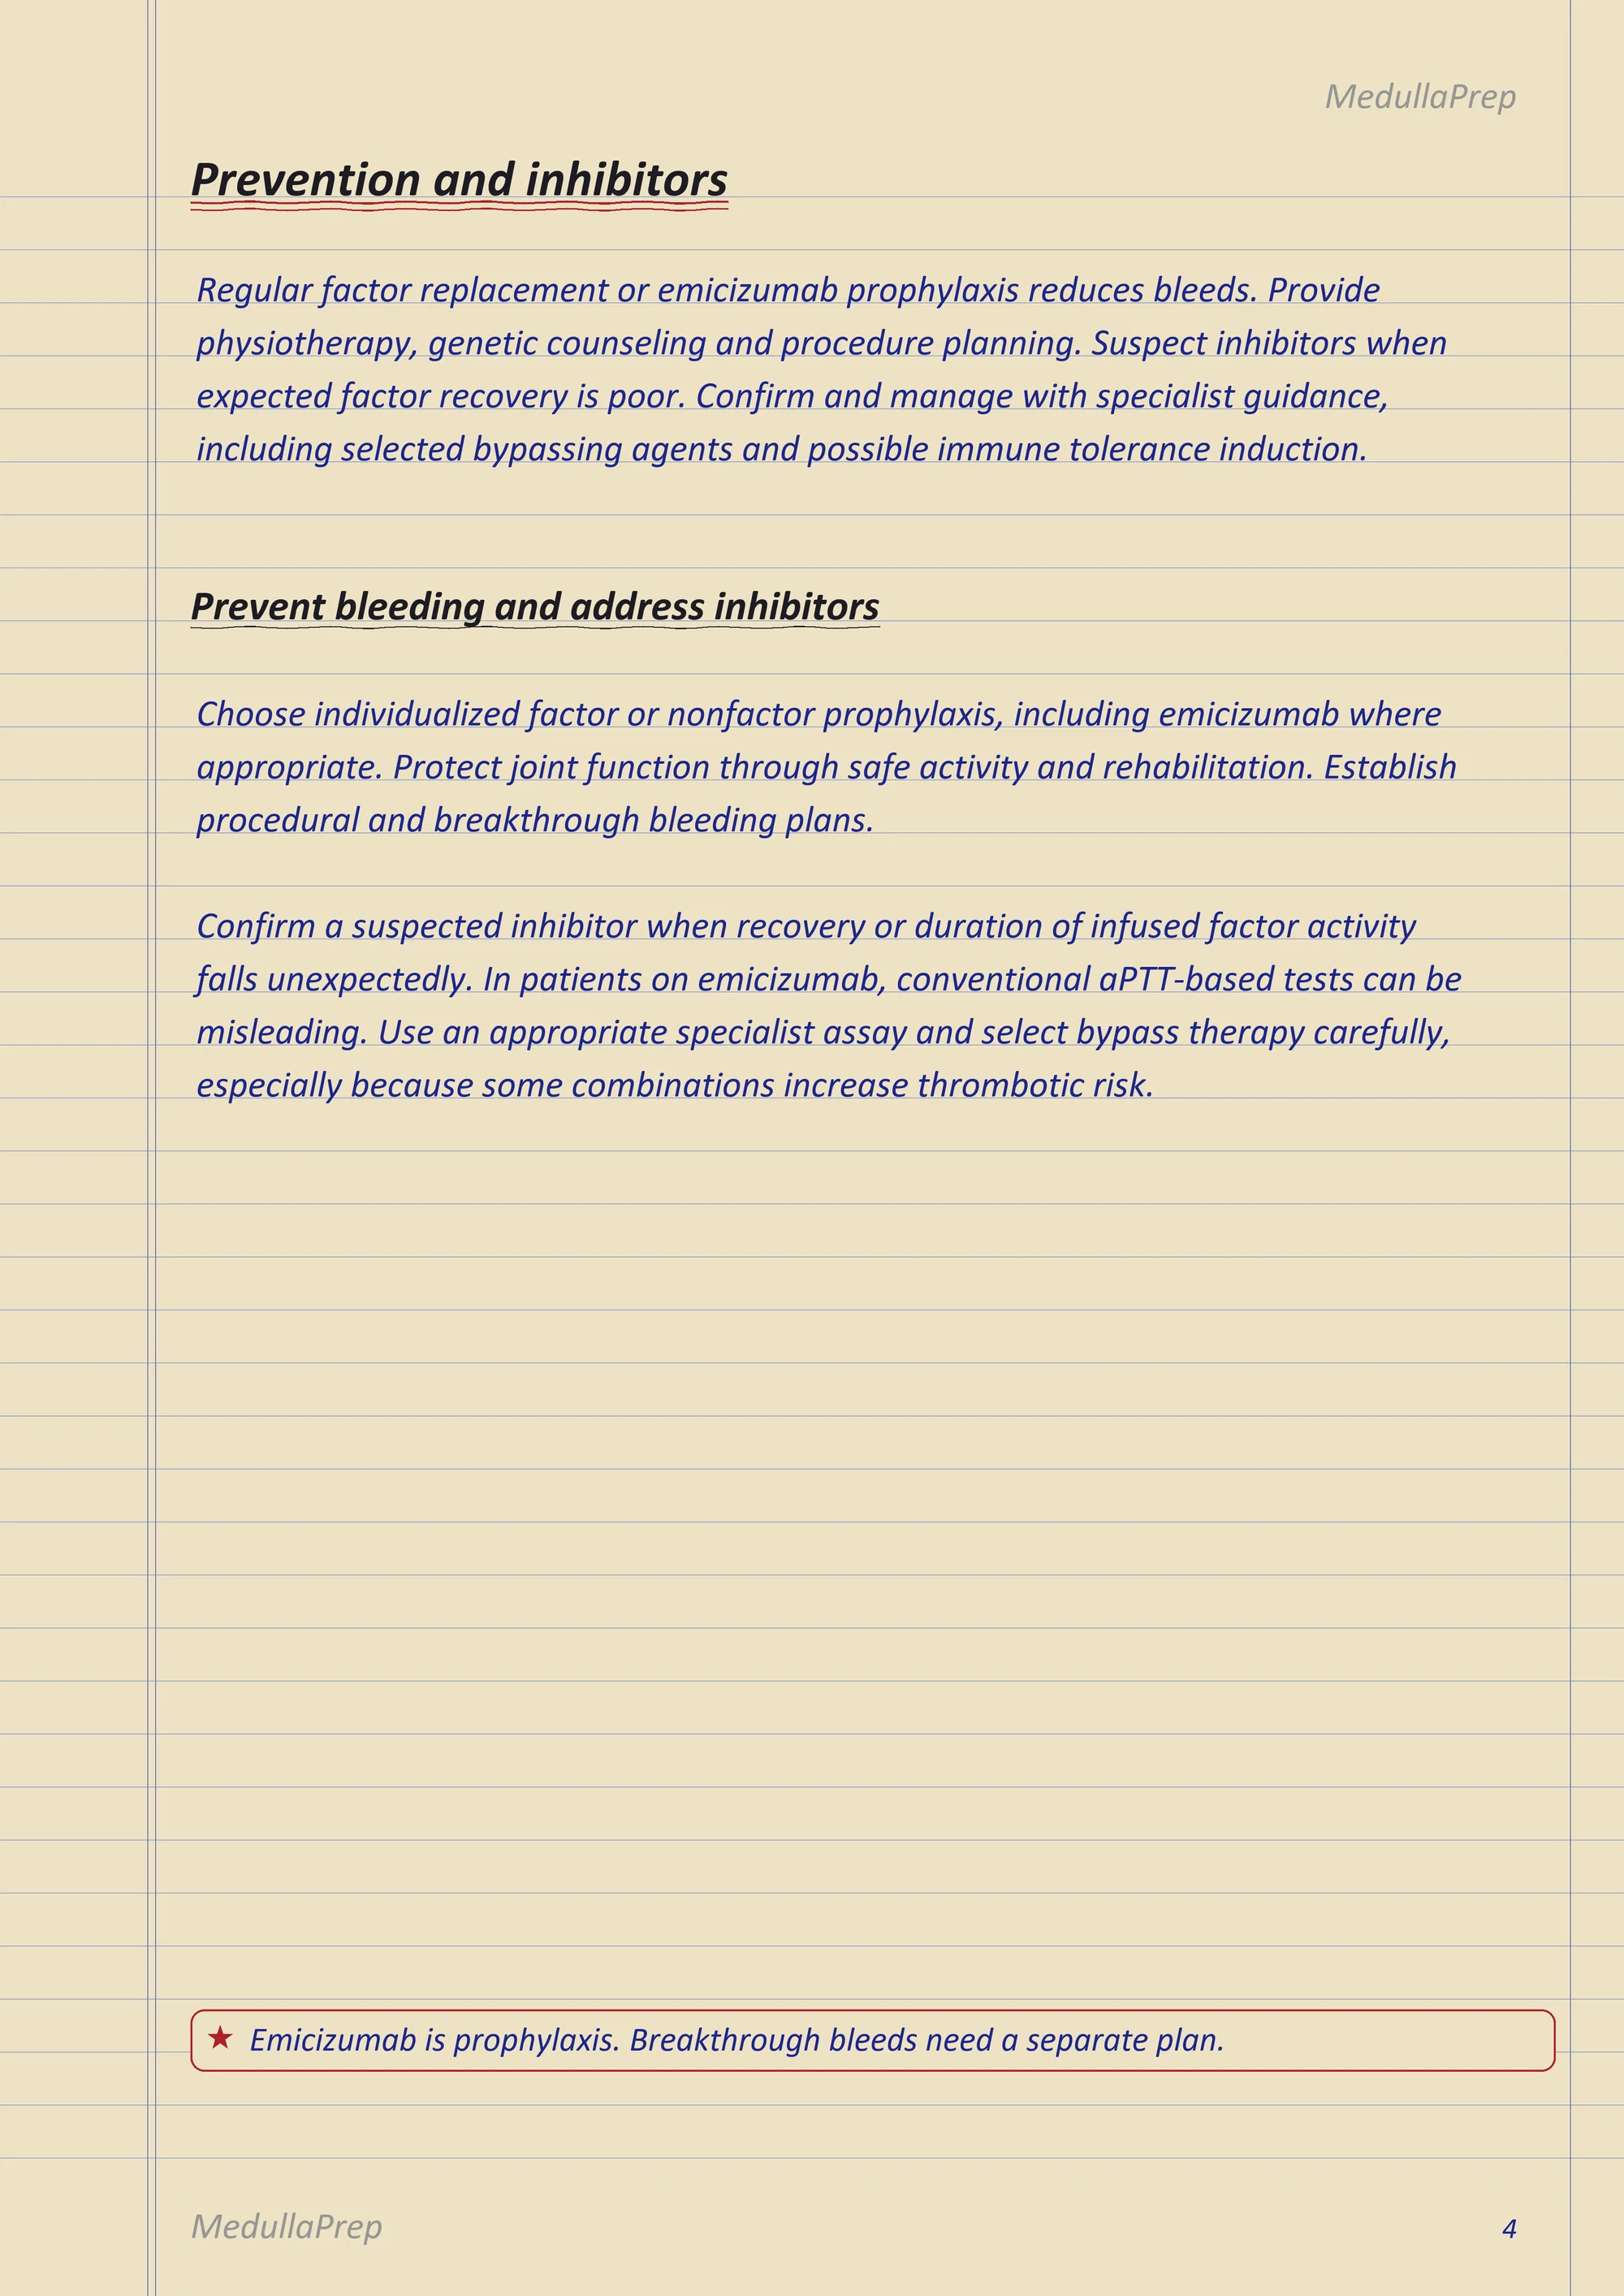 MedullaPrep
Prevention and inhibitors
Regular factor replacement or emicizumab prophylaxis reduces bleeds. Provide
physiotherapy, genetic counseling and procedure planning. Suspect inhibitors when
expected factor recovery is poor. Confirm and manage with specialist guidance,
including selected bypassing agents and possible immune tolerance induction.
Prevent bleeding and address inhibitors
Choose individualized factor or nonfactor prophylaxis, including emicizumab where
appropriate. Protect joint function through safe activity and rehabilitation. Establish
procedural and breakthrough bleeding plans.
Confirm a suspected inhibitor when recovery or duration of infused factor activity
falls unexpectedly. In patients on emicizumab, conventional aPTT-based tests can be
misleading. Use an appropriate specialist assay and select bypass therapy carefully,
especially because some combinations increase thrombotic risk.
★ Emicizumab is prophylaxis. Breakthrough bleeds need a separate plan.
MedullaPrep
4